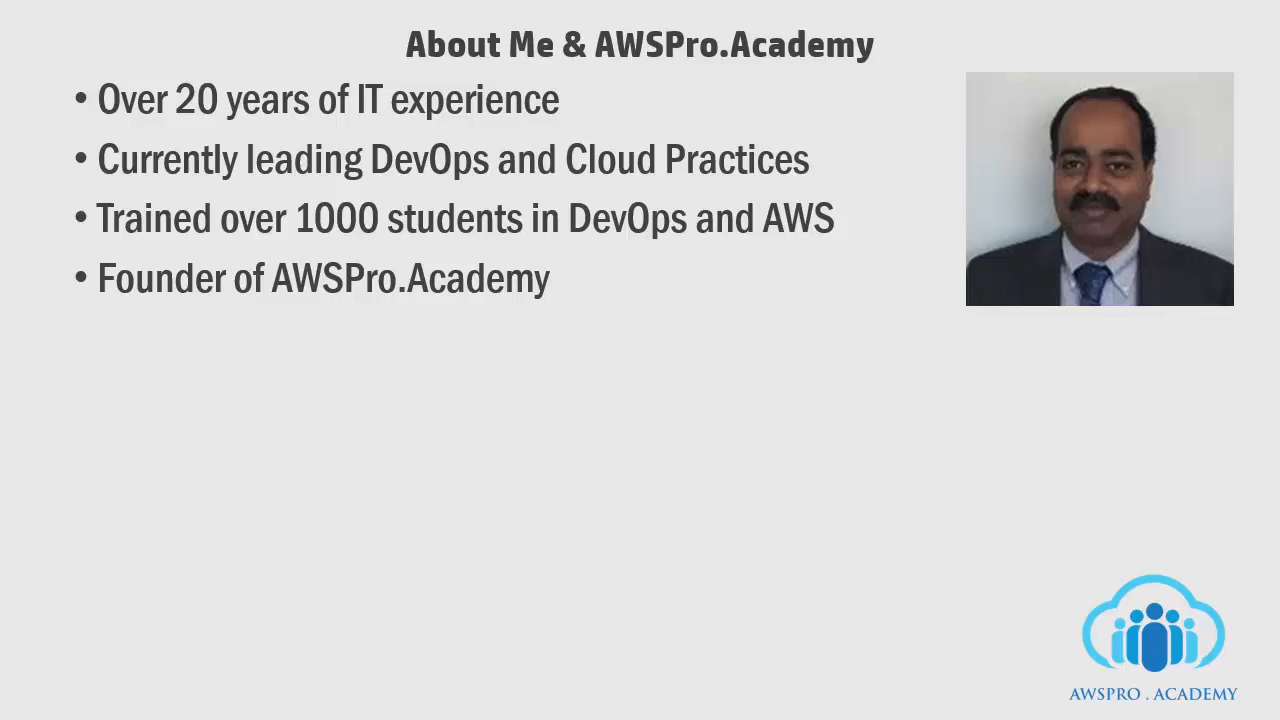 About Me & AWSPro.Academy
• Over 20 years of IT experience
• Currently leading DevOps and Cloud Practices
• Trained over 1000 students in DevOps and AWS
• Founder of AWSPro.Academy
AWSPRO . ACADEMY